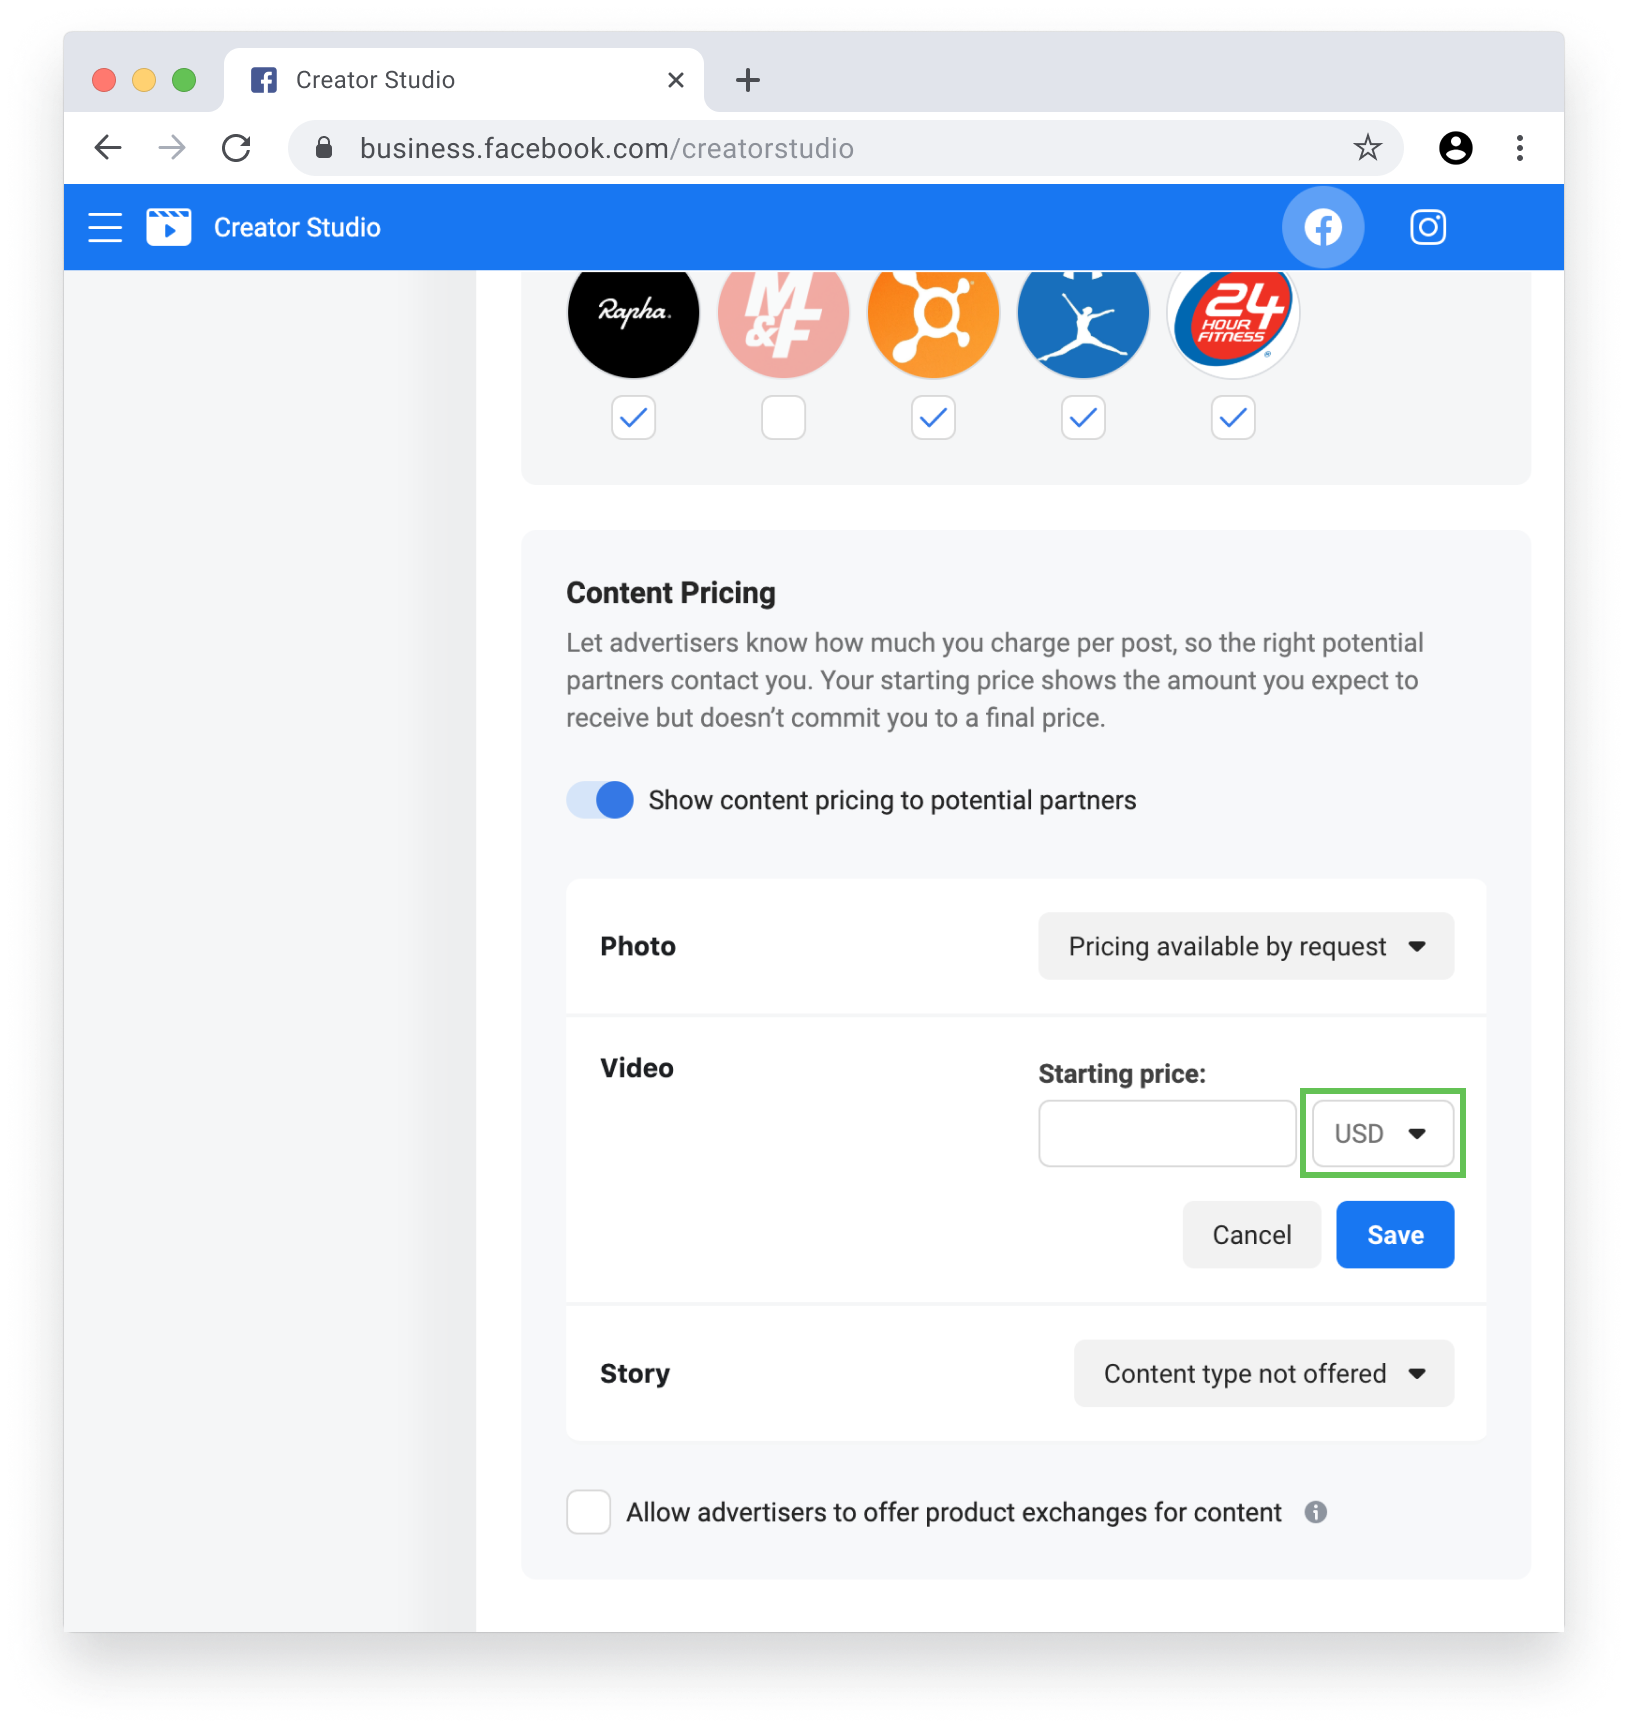 Creator Studio
business.facebook.com/creatorstudio
Creator Studio
Rapha.
M
&F
24
HOUR
FITNESS
Content Pricing
Let advertisers know how much you charge per post, so the right potential
partners contact you. Your starting price shows the amount you expect to
receive but doesn’t commit you to a final price.
Show content pricing to potential partners
Photo
Pricing available by request
Video
Starting price:
USD
Cancel
Save
Story
Content type not offered
Allow advertisers to offer product exchanges for content